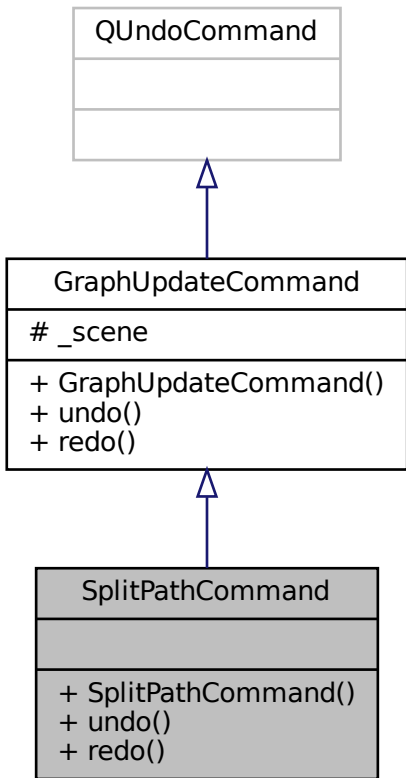 QUndoCommand
GraphUpdateCommand
# _scene
+ GraphUpdateCommand()
+ undo()
+ redo()
SplitPathCommand
+ SplitPathCommand()
+ undo()
+ redo()